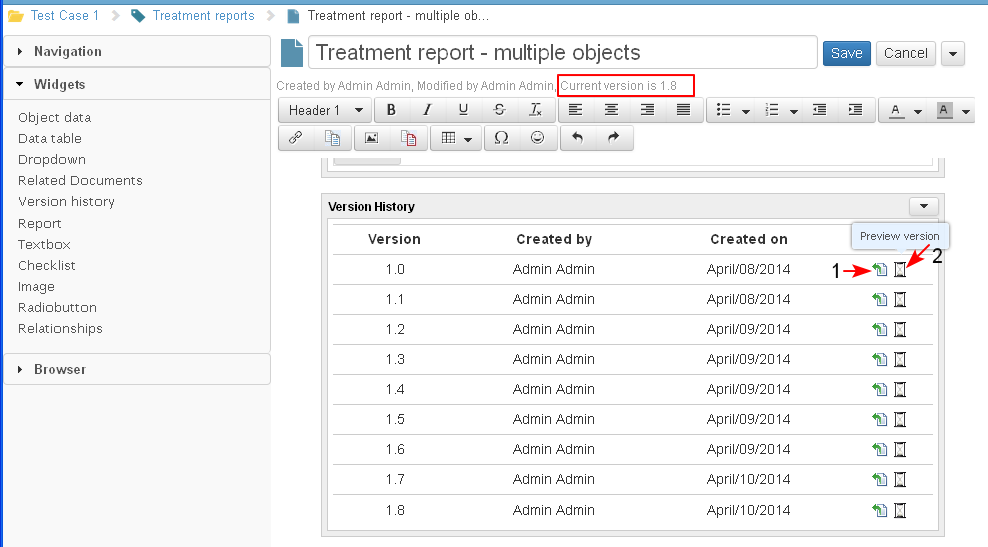 Test Case 1 Treatment reports Treatment report - multiple ob...
Navigation
Widgets
Object data
Data table
Dropdown
Related Documents
Version history
Report
Textbox
Checklist
Image
Radiobutton
Relationships
Browser
Treatment report - multiple objects Save Cancel
Created by Admin Admin, Modified by Admin Admin, Current version is 1.8
Header 1 B I U S Tx A A
Ω
Version History
Preview version
Version Created by Created on
1.0 Admin Admin April/08/2014 1 2
1.1 Admin Admin April/08/2014
1.2 Admin Admin April/09/2014
1.3 Admin Admin April/09/2014
1.4 Admin Admin April/09/2014
1.5 Admin Admin April/09/2014
1.6 Admin Admin April/09/2014
1.7 Admin Admin April/10/2014
1.8 Admin Admin April/10/2014